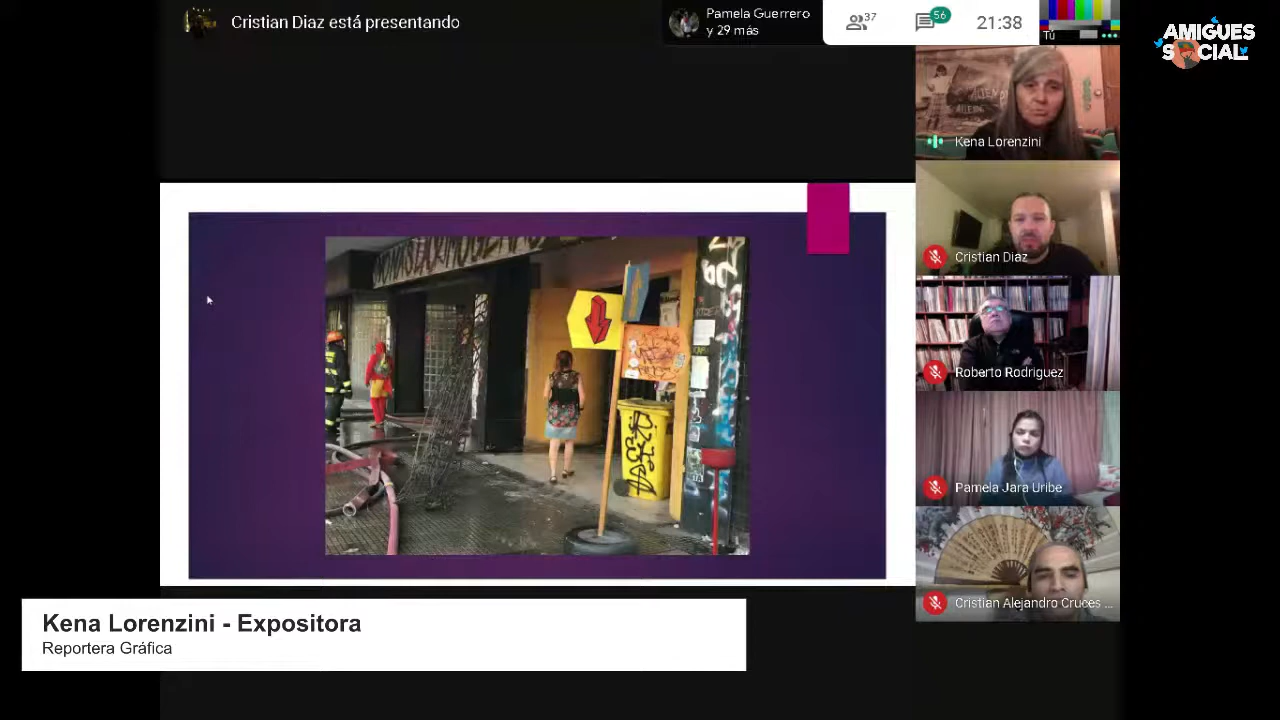 Cristian Diaz está presentando
Pamela Guerrero
y 29 más
37
56
21:38
Tú
AMIGUES
SOCIAL
Kena Lorenzini
Cristian Diaz
Roberto Rodriguez
Pamela Jara Uribe
Cristian Alejandro Cruces ...
Kena Lorenzini - Expositora
Reportera Gráfica